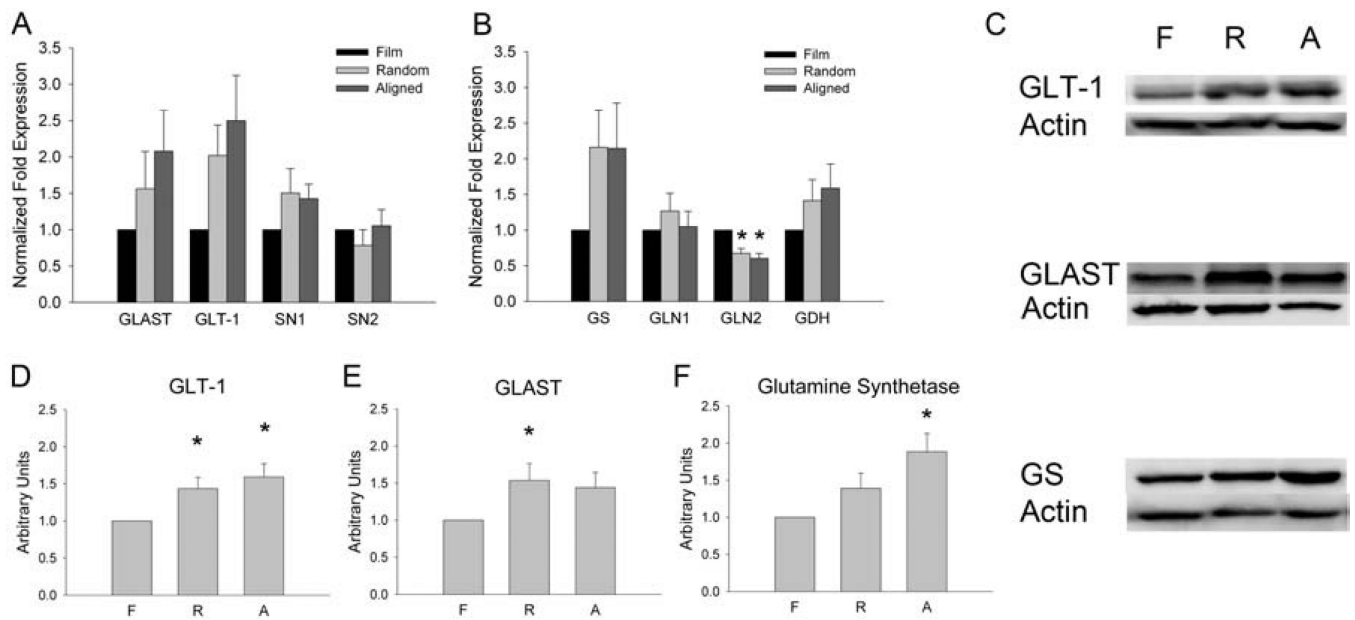 A
Normalized Fold Expression
3.5
3.0
2.5
2.0
1.5
1.0
0.5
0.0
Film
Random
Aligned
GLAST GLT-1 SN1 SN2
B
Normalized Fold Expression
3.5
3.0
2.5
2.0
1.5
1.0
0.5
0.0
Film
Random
Aligned
* *
GS GLN1 GLN2 GDH
C
F R A
GLT-1
Actin
GLAST
Actin
GS
Actin
D
GLT-1
Arbitrary Units
2.5
2.0
1.5
1.0
0.5
0.0
* *
F R A
E
GLAST
Arbitrary Units
2.5
2.0
1.5
1.0
0.5
0.0
*
F R A
F
Glutamine Synthetase
Arbitrary Units
2.5
2.0
1.5
1.0
0.5
0.0
*
F R A